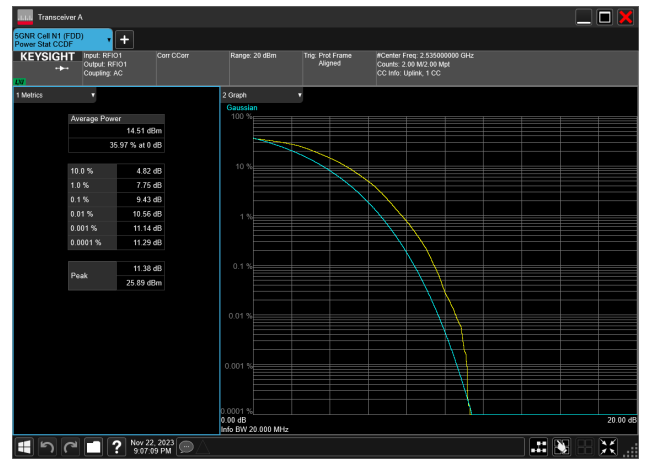 Transceiver A
5GNR Cell N1 (FDD)
Power Stat CCDF
KEYSIGHT
Input: RFIO1
Output: RFIO1
Coupling: AC
Corr CCorr
Range: 20 dBm
Trig: Prot Frame
Aligned
#Center Freq: 2.535000000 GHz
Counts: 2.00 M/2.00 Mpt
CC Info: Uplink, 1 CC
1 Metrics
Average Power
14.51 dBm
35.97 % at 0 dB
10.0 % 4.82 dB
1.0 % 7.75 dB
0.1 % 9.43 dB
0.01 % 10.56 dB
0.001 % 11.14 dB
0.0001 % 11.29 dB
Peak
11.38 dB
25.89 dBm
2 Graph
Gaussian
100 %
10 %
1 %
0.1 %
0.01 %
0.001 %
0.0001 %
0.00 dB
20.00 dB
Info BW 20.000 MHz
Nov 22, 2023
9:07:09 PM